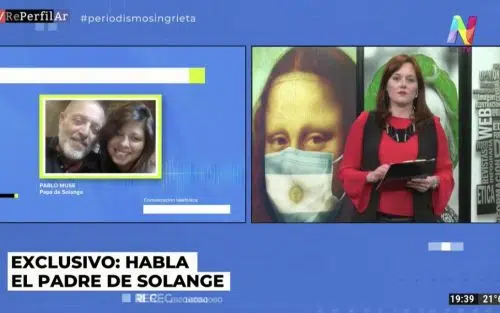 /RePerfilAr
#periodismosingrieta
N
PABLO MUSE
Papá de Solange
Comunicación telefónica
WEB
ETICA
EXCLUSIVO: HABLA
EL PADRE DE SOLANGE
19:39 21°